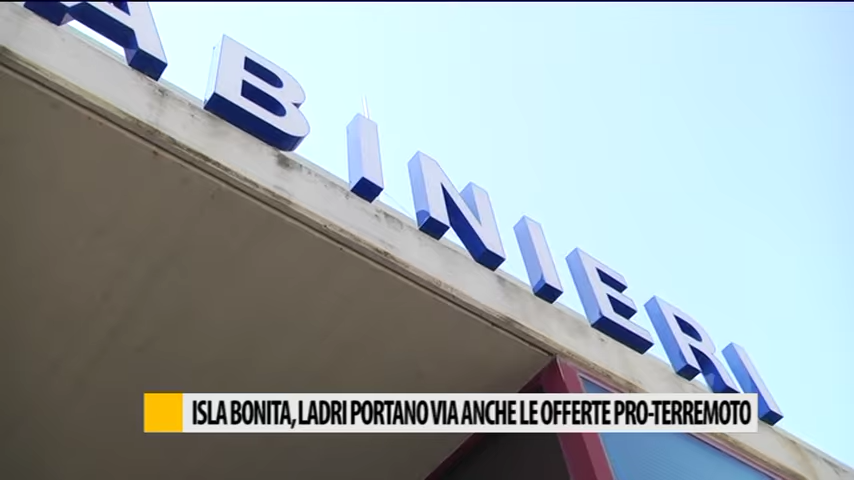 ABINIERI
ISLA BONITA, LADRI PORTANO VIA ANCHE LE OFFERTE PRO-TERREMOTO